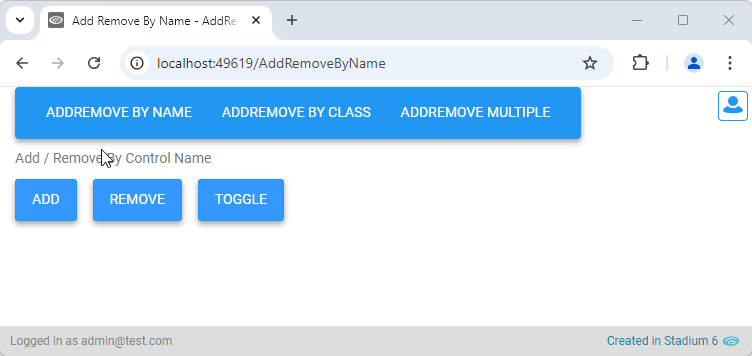 Add Remove By Name - AddRe
localhost:49619/AddRemoveByName
ADDREMOVE BY NAME ADDREMOVE BY CLASS ADDREMOVE MULTIPLE
Add / Remove By Control Name
ADD REMOVE TOGGLE
Logged in as admin@test.com Created in Stadium 6